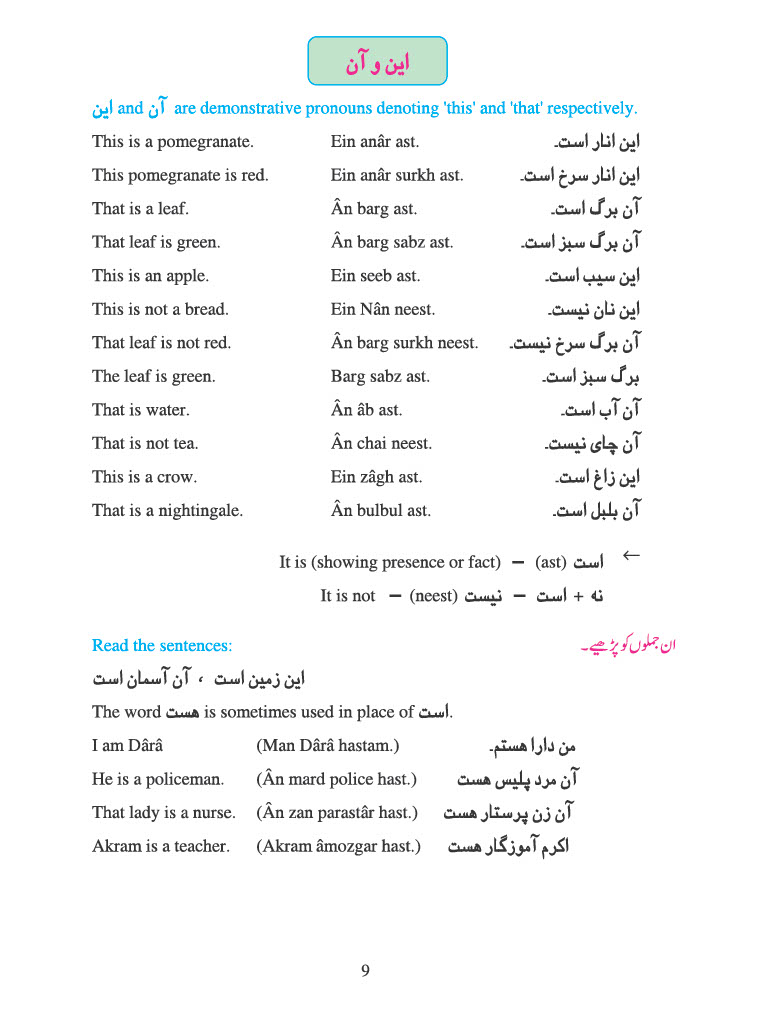 این و آن
این and آن are demonstrative pronouns denoting 'this' and 'that' respectively.
This is a pomegranate. Ein anâr ast. این انار است۔
This pomegranate is red. Ein anâr surkh ast. این انار سرخ است۔
That is a leaf. Ân barg ast. آن برگ است۔
That leaf is green. Ân barg sabz ast. آن برگ سبز است۔
This is an apple. Ein seeb ast. این سیب است۔
This is not a bread. Ein Nân neest. این نان نیست۔
That leaf is not red. Ân barg surkh neest. آن برگ سرخ نیست۔
The leaf is green. Barg sabz ast. برگ سبز است۔
That is water. Ân âb ast. آن آب است۔
That is not tea. Ân chai neest. آن چای نیست۔
This is a crow. Ein zâgh ast. این زاغ است۔
That is a nightingale. Ân bulbul ast. آن بلبل است۔
It is (showing presence or fact) – (ast) است ←
It is not – (neest) نیست – است + نہ
Read the sentences: ان جملوں کو پڑھیے۔
این زمین است ، آن آسمان است
The word هست is sometimes used in place of است.
I am Dârâ (Man Dârâ hastam.) من دارا هستم۔
He is a policeman. (Ân mard police hast.) آن مرد پلیس هست
That lady is a nurse. (Ân zan parastâr hast.) آن زن پرستار هست
Akram is a teacher. (Akram âmozgar hast.) اکرم آموزگار هست
9